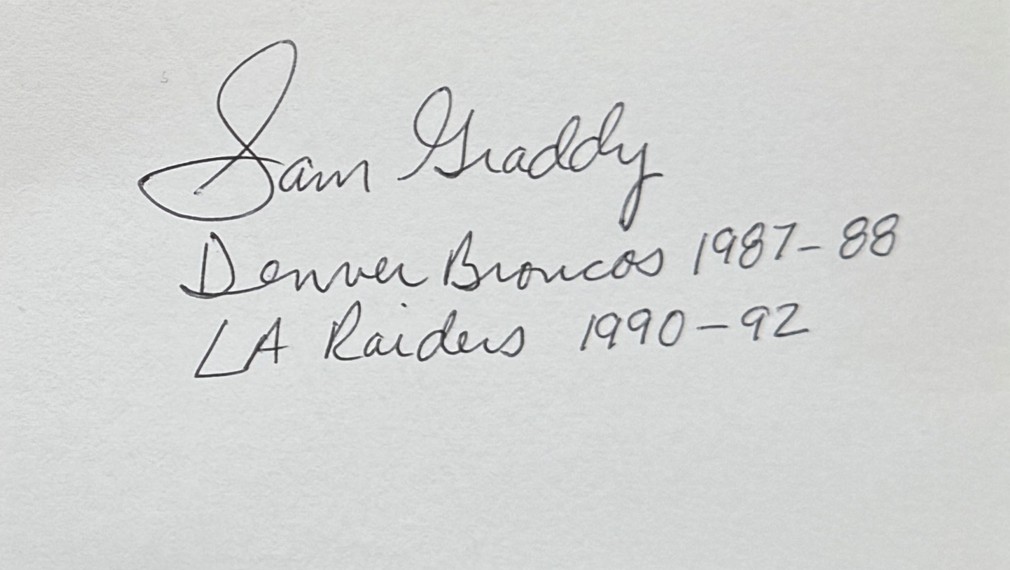 Sam Graddy
Denver Broncos 1987-88
LA Raiders 1990-92